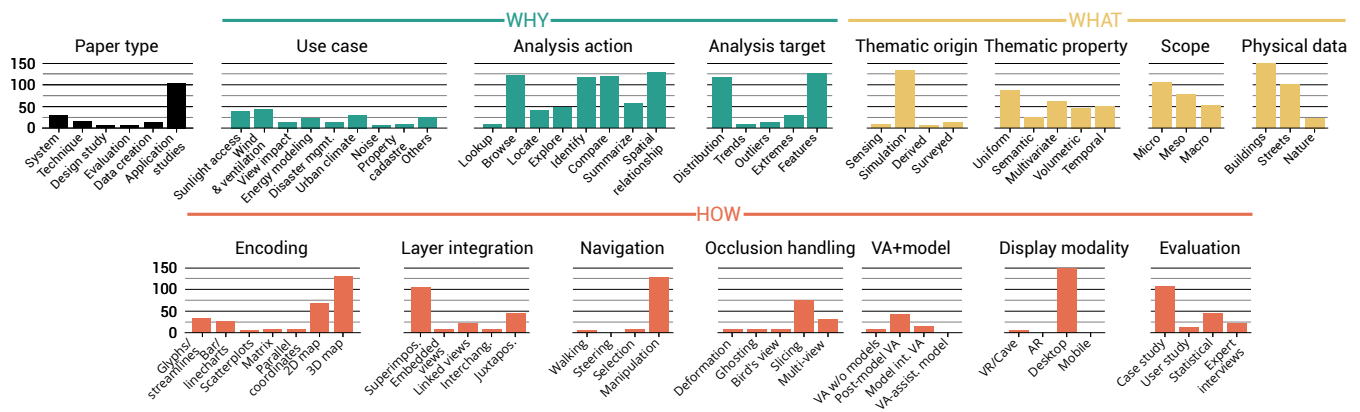 WHY
WHAT
Paper type
Use case
Analysis action
Analysis target
Thematic origin
Thematic property
Scope
Physical data
150
100
50
0
System
Technique
Design study
Evaluation
Data creation
Application
studies
Sunlight access
Wind
& ventilation
View impact
Energy modeling
Disaster mgmt.
Urban climate
Noise
Property
cadastre
Others
Lookup
Browse
Locate
Explore
Identify
Compare
Summarize
Spatial
relationship
Distribution
Trends
Outliers
Extremes
Features
Sensing
Simulation
Derived
Surveyed
Uniform
Semantic
Multivariate
Volumetric
Temporal
Micro
Meso
Macro
Buildings
Streets
Nature
HOW
Encoding
Layer integration
Navigation
Occlusion handling
VA+model
Display modality
Evaluation
150
100
50
0
Glyphs/
streamlines
Bar/
linecharts
Scatterplots
Matrix
Parallel
coordinates
2D map
3D map
Superimpos.
Embedded
views
Linked views
Interchang.
Juxtapos.
Walking
Steering
Selection
Manipulation
Deformation
Ghosting
Bird's view
Slicing
Multi-view
VA w/o models
Post-model VA
Model int. VA
VA-assist. model
VR/Cave
AR
Desktop
Mobile
Case study
User study
Statistical
Expert
interviews